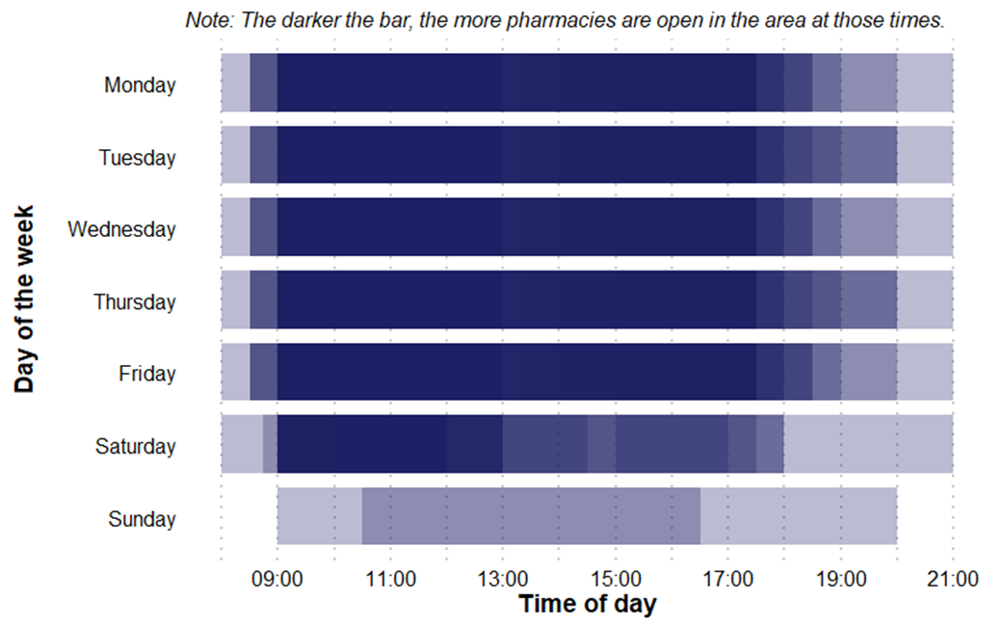 Note: The darker the bar, the more pharmacies are open in the area at those times.
Monday
Tuesday
Wednesday
Thursday
Friday
Saturday
Sunday
Day of the week
09:00 11:00 13:00 15:00 17:00 19:00 21:00
Time of day